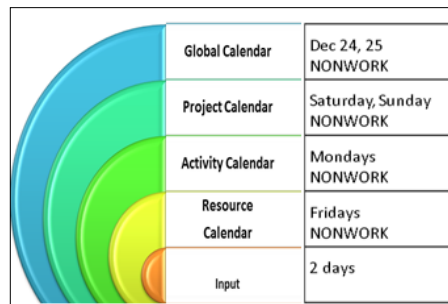 Global Calendar
Dec 24, 25
NONWORK
Project Calendar
Saturday, Sunday
NONWORK
Activity Calendar
Mondays
NONWORK
Resource
Calendar
Fridays
NONWORK
Input
2 days